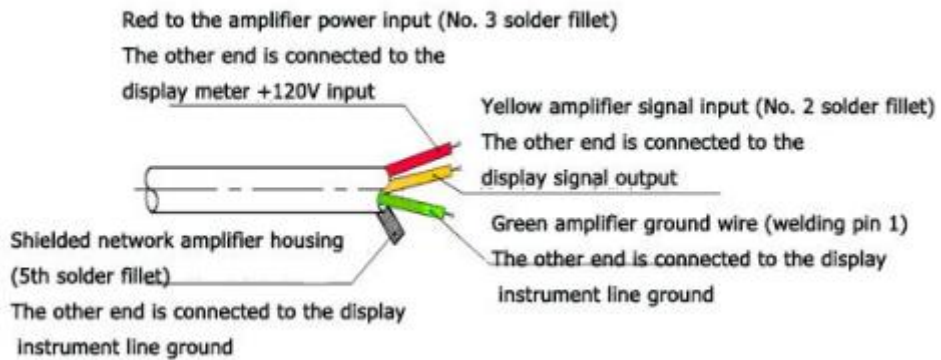 Red to the amplifier power input (No. 3 solder fillet)
The other end is connected to the
display meter +120V input
Yellow amplifier signal input (No. 2 solder fillet)
The other end is connected to the
display signal output
Green amplifier ground wire (welding pin 1)
The other end is connected to the display
instrument line ground
Shielded network amplifier housing
(5th solder fillet)
The other end is connected to the display
instrument line ground